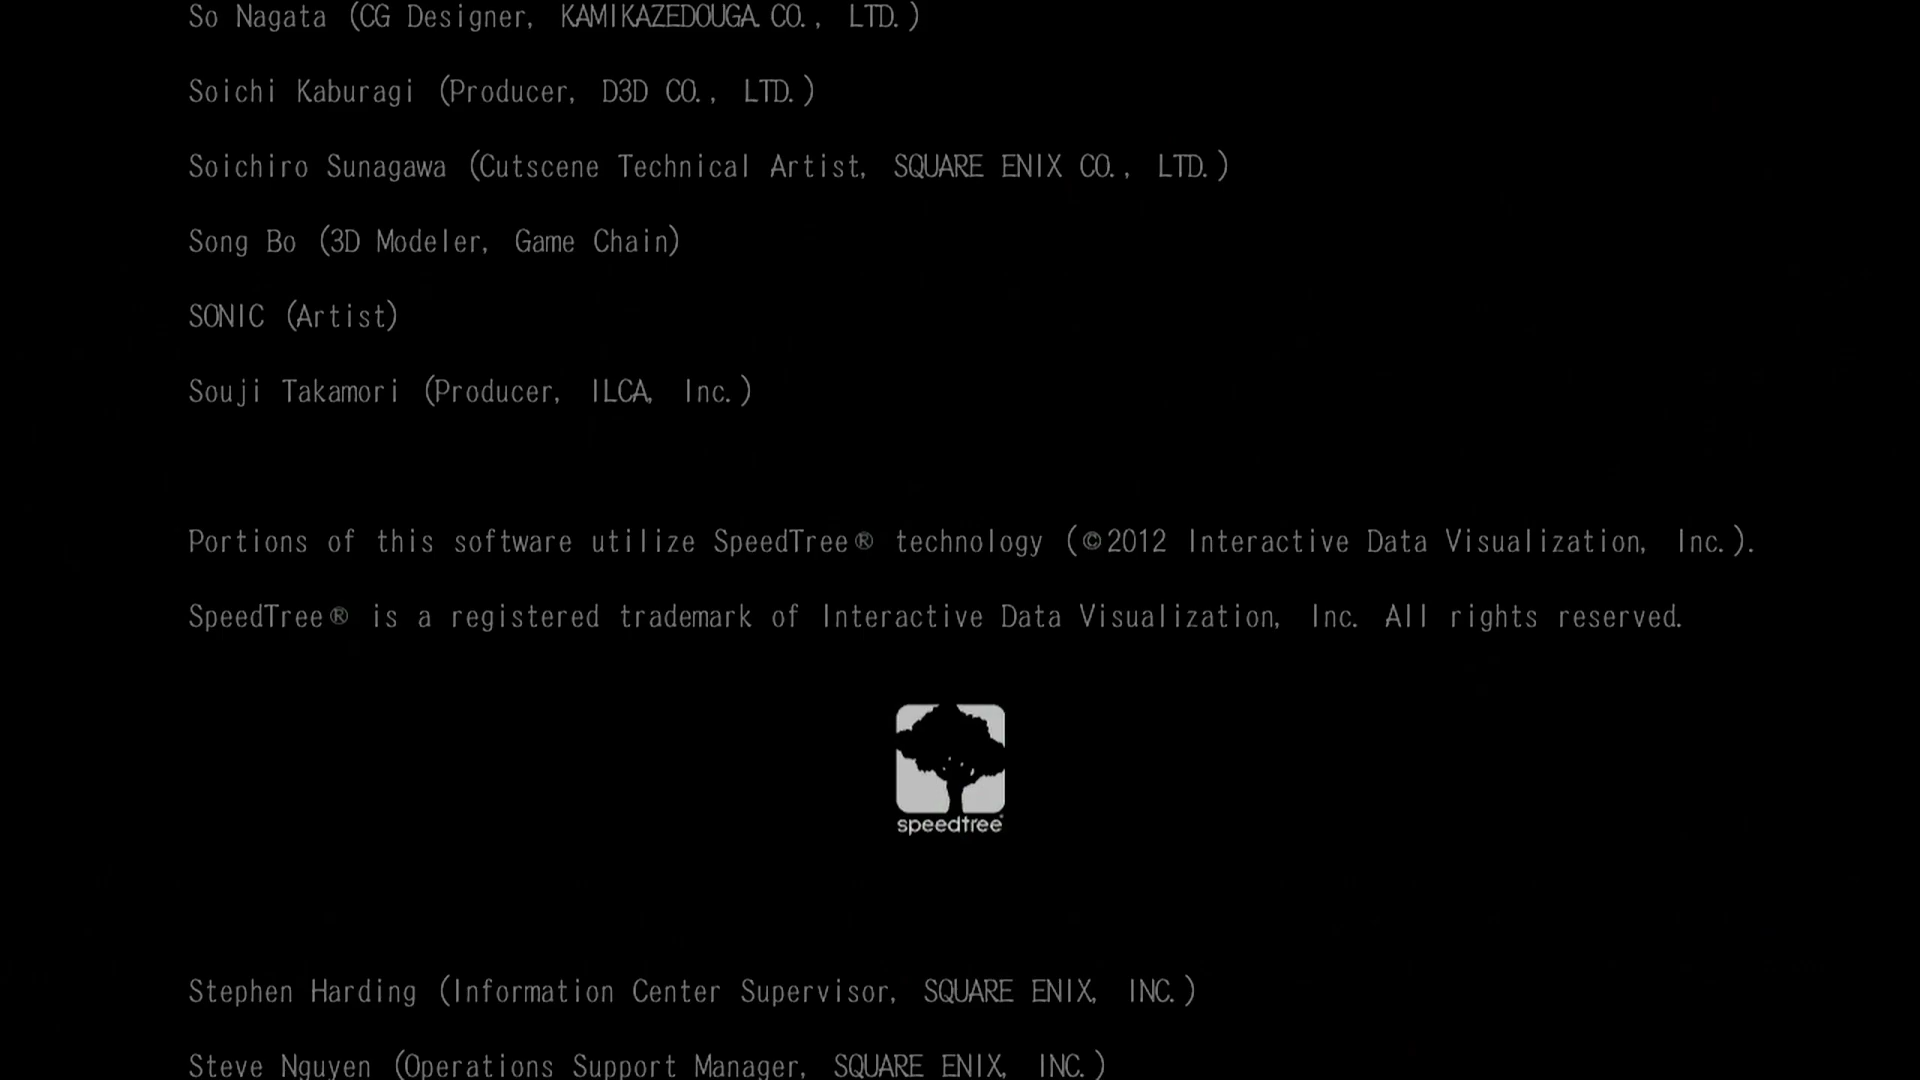 So Nagata (CG Designer, KAMIKAZEDOUGA.CO., LTD.)
Soichi Kaburagi (Producer, D3D CO., LTD.)
Soichiro Sunagawa (Cutscene Technical Artist, SQUARE ENIX CO., LTD.)
Song Bo (3D Modeler, Game Chain)
SONIC (Artist)
Souji Takamori (Producer, ILCA, Inc.)
Portions of this software utilize SpeedTree® technology (©2012 Interactive Data Visualization, Inc.).
SpeedTree® is a registered trademark of Interactive Data Visualization, Inc. All rights reserved.
speedtree
Stephen Harding (Information Center Supervisor, SQUARE ENIX, INC.)
Steve Nguyen (Operations Support Manager, SQUARE ENIX, INC.)